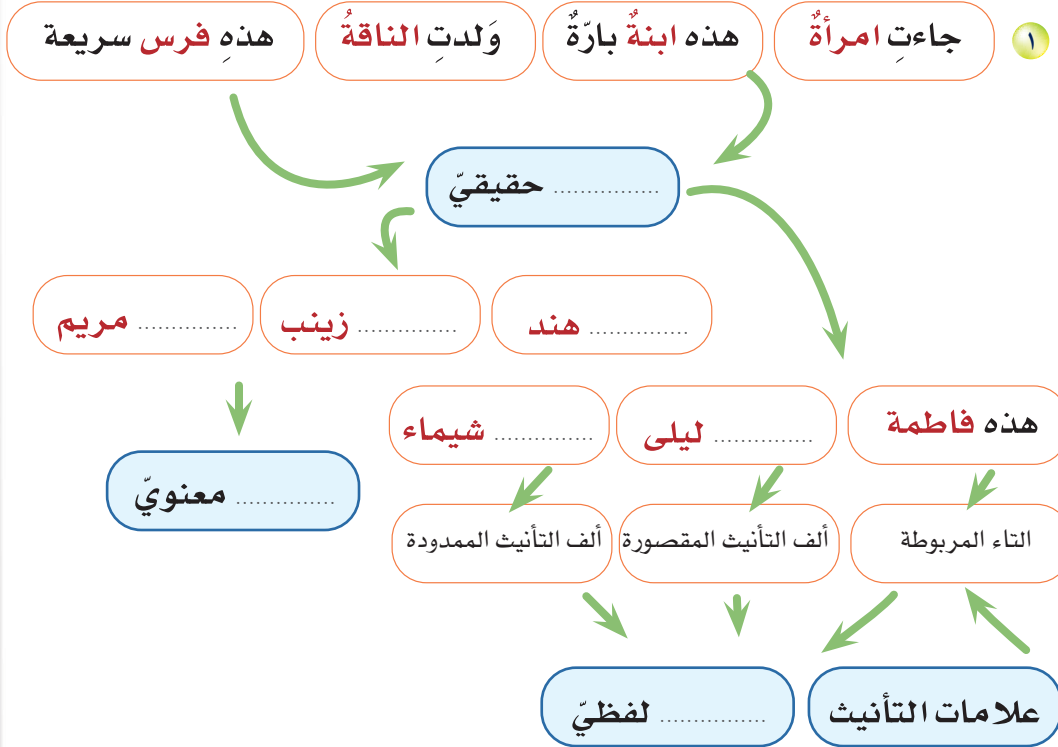 ١
جاءتِ امرأةٌ
هذه ابنةٌ بارّةٌ
وَلدتِ الناقةُ
هذهِ فرس سريعة
............... حقيقيّ
.............. هند
.............. زينب
.............. مريم
هذه فاطمة
.............. ليلى
.............. شيماء
.............. معنويّ
التاء المربوطة
ألف التأنيث المقصورة
ألف التأنيث الممدودة
علامات التأنيث
............... لفظيّ